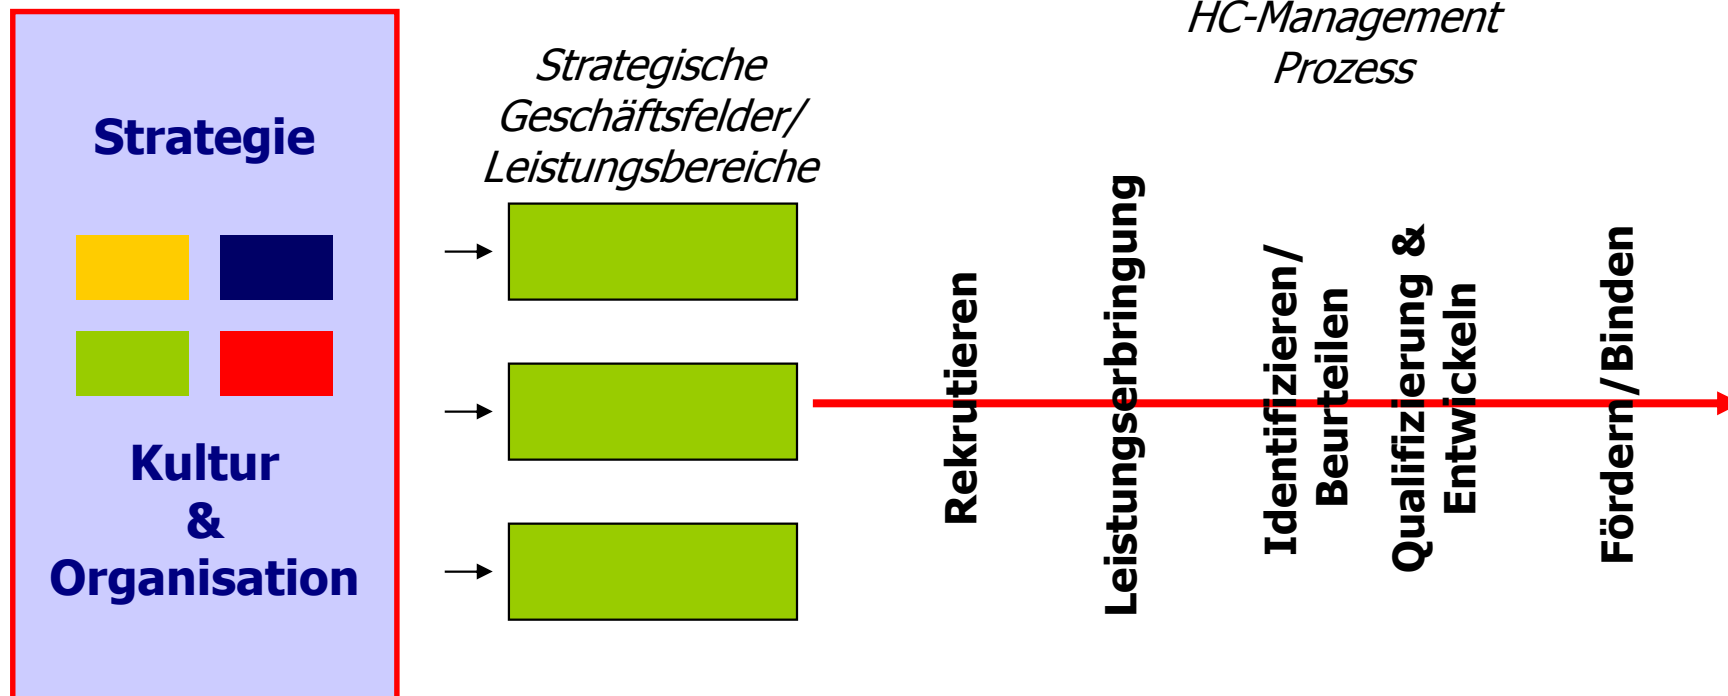 Strategie
Kultur
&
Organisation
Strategische
Geschäftsfelder/
Leistungsbereiche
HC-Management
Prozess
Rekrutieren
Leistungserbringung
Identifizieren/
Beurteilen
Qualifizierung &
Entwickeln
Fördern/Binden